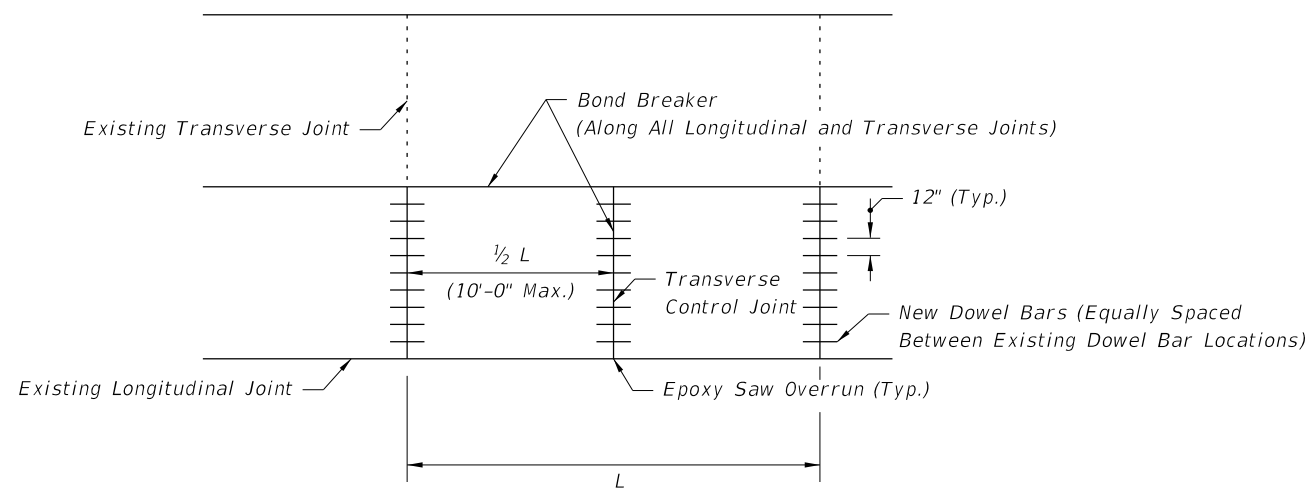 Bond Breaker
(Along All Longitudinal and Transverse Joints)
Existing Transverse Joint
12" (Typ.)
½ L
(10'-0" Max.)
Transverse
Control Joint
New Dowel Bars (Equally Spaced
Between Existing Dowel Bar Locations)
Existing Longitudinal Joint
Epoxy Saw Overrun (Typ.)
L